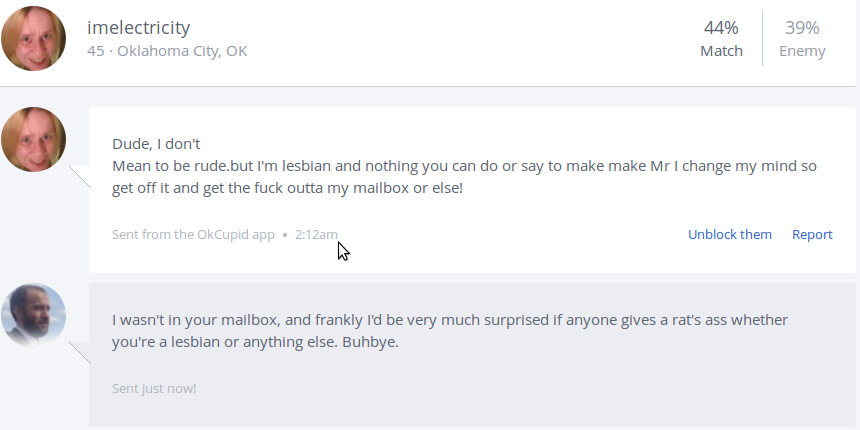 imelectricity
45 · Oklahoma City, OK
44%
Match
39%
Enemy
Dude, I don't
Mean to be rude.but I'm lesbian and nothing you can do or say to make make Mr I change my mind so
get off it and get the fuck outta my mailbox or else!
Sent from the OkCupid app • 2:12am
Unblock them
Report
I wasn't in your mailbox, and frankly I'd be very much surprised if anyone gives a rat's ass whether
you're a lesbian or anything else. Buhbye.
Sent just now!